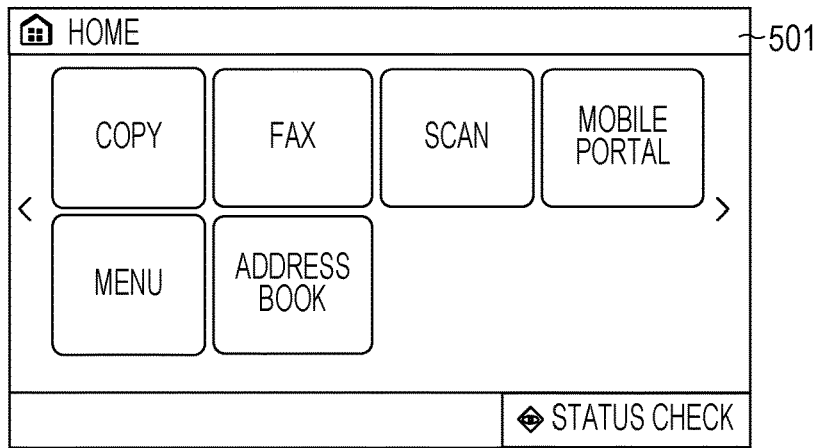 HOME
501
COPY
FAX
SCAN
MOBILE
PORTAL
MENU
ADDRESS
BOOK
STATUS CHECK